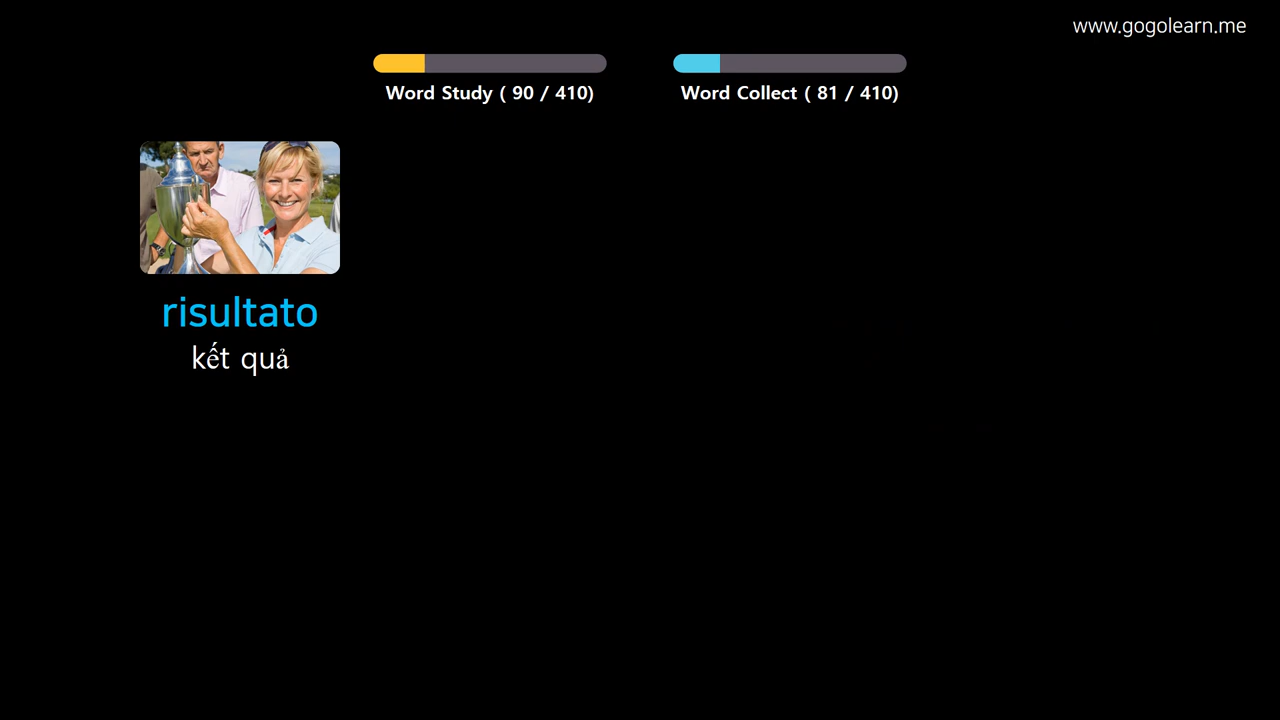 www.gogolearn.me
Word Study ( 90 / 410)
Word Collect ( 81 / 410)
risultato
kết quả